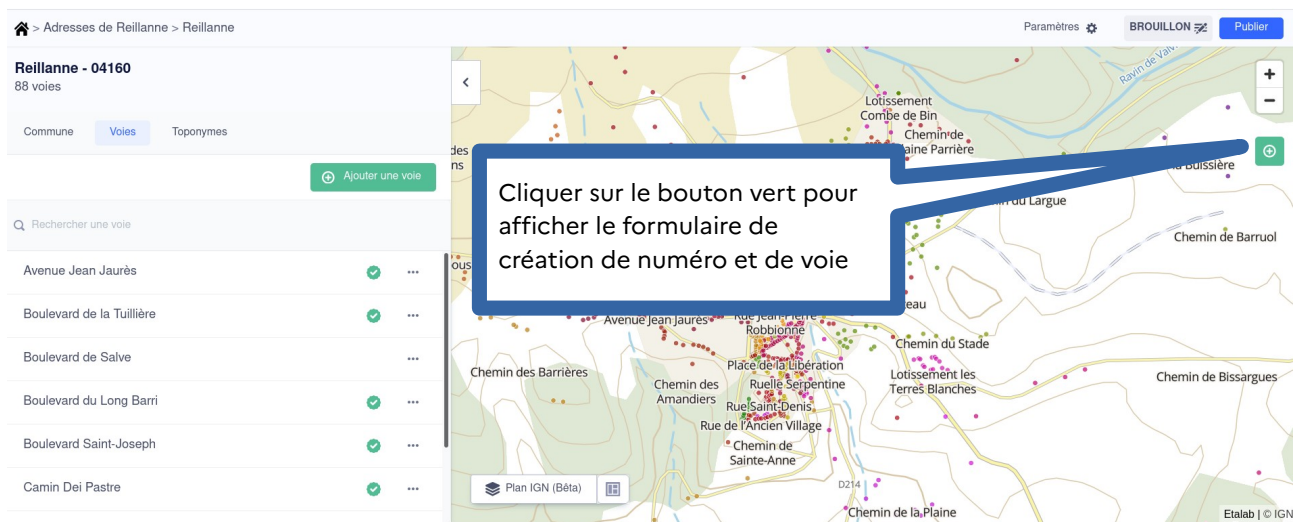 > Adresses de Reillanne > Reillanne
Paramètres
BROUILLON
Publier
Reillanne - 04160
88 voies
Commune
Voies
Toponymes
Ajouter une voie
Rechercher une voie
Avenue Jean Jaurès
Boulevard de la Tuillière
Boulevard de Salve
Boulevard du Long Barri
Boulevard Saint-Joseph
Camin Dei Pastre
Cliquer sur le bouton vert pour
afficher le formulaire de
création de numéro et de voie
Ravin de
Lotissement
Combe de Bin
Chemin de
Parrière
Buissière
du Largue
Chemin de Barruol
Avenue Jean Jaurès
Rue Jean-Pierre
Robbionne
Chemin du Stade
Place de la Libération
Chemin des Barrières
Chemin des
Amandiers
Ruelle Serpentine
Lotissement les
Terres Blanches
Chemin de Bissargues
Rue Saint-Denis
Rue de l'Ancien Village
Chemin de
Sainte-Anne
D214
Chemin de la Plaine
Plan IGN (Bêta)
+
−
Etalab | © IGN